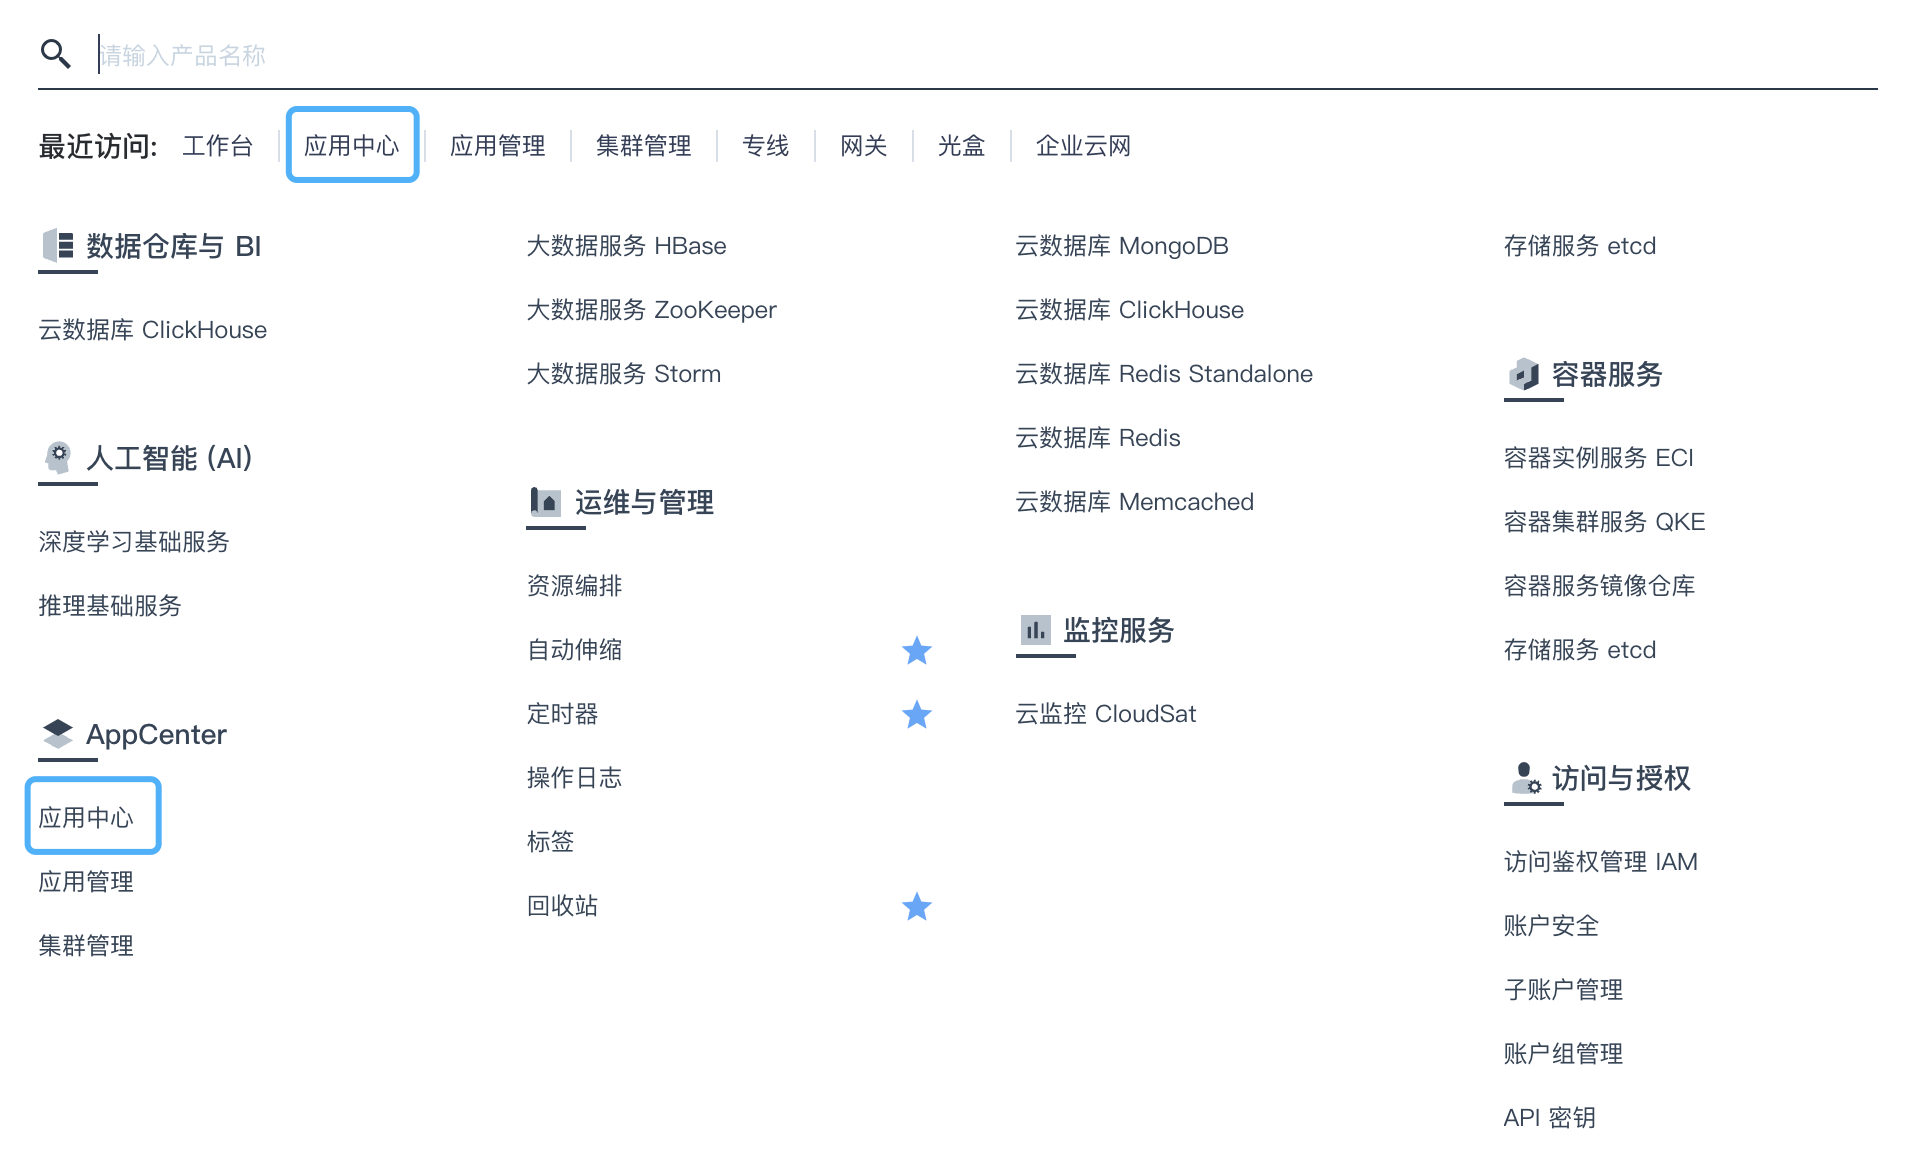 请输入产品名称
最近访问: 工作台 应用中心 应用管理 集群管理 专线 网关 光盒 企业云网
数据仓库与 BI
云数据库 ClickHouse
人工智能 (AI)
深度学习基础服务
推理基础服务
AppCenter
应用中心
应用管理
集群管理
大数据服务 HBase
大数据服务 ZooKeeper
大数据服务 Storm
运维与管理
资源编排
自动伸缩
定时器
操作日志
标签
回收站
云数据库 MongoDB
云数据库 ClickHouse
云数据库 Redis Standalone
云数据库 Redis
云数据库 Memcached
监控服务
云监控 CloudSat
存储服务 etcd
容器服务
容器实例服务 ECI
容器集群服务 QKE
容器服务镜像仓库
存储服务 etcd
访问与授权
访问鉴权管理 IAM
账户安全
子账户管理
账户组管理
API 密钥